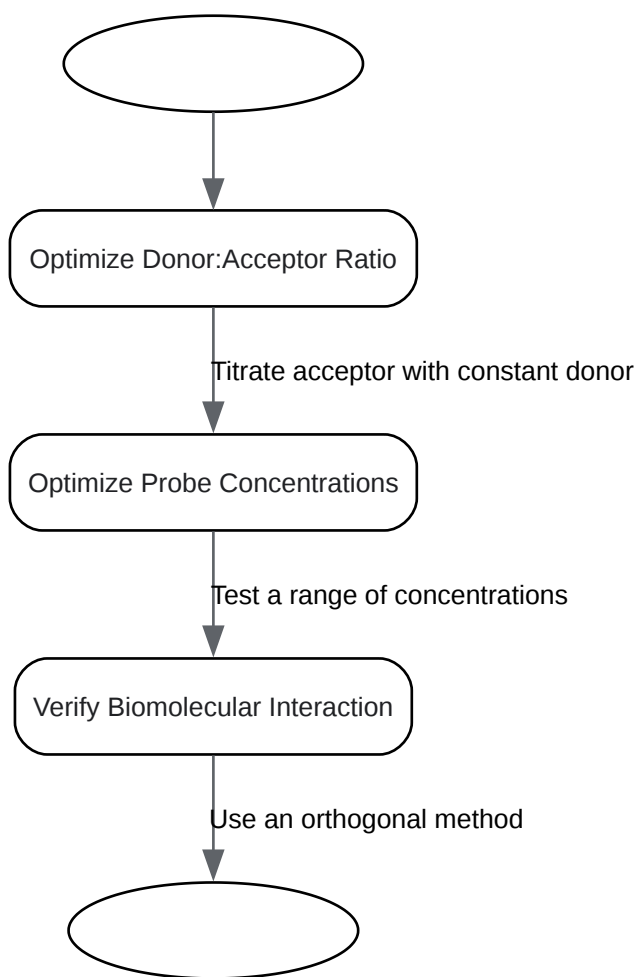 Optimize Donor:Acceptor Ratio
Titrate acceptor with constant donor
Optimize Probe Concentrations
Test a range of concentrations
Verify Biomolecular Interaction
Use an orthogonal method